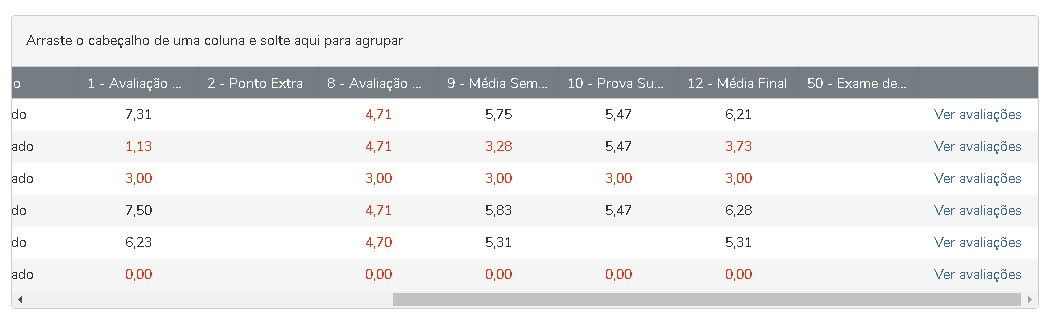 Arraste o cabeçalho de uma coluna e solte aqui para agrupar
o 1 - Avaliação ... 2 - Ponto Extra 8 - Avaliação ... 9 - Média Sem... 10 - Prova Su... 12 - Média Final 50 - Exame de...
do 7,31 4,71 5,75 5,47 6,21 Ver avaliações
ado 1,13 4,71 3,28 5,47 3,73 Ver avaliações
ado 3,00 3,00 3,00 3,00 3,00 Ver avaliações
do 7,50 4,71 5,83 5,47 6,28 Ver avaliações
do 6,23 4,70 5,31 5,31 Ver avaliações
ado 0,00 0,00 0,00 0,00 0,00 Ver avaliações